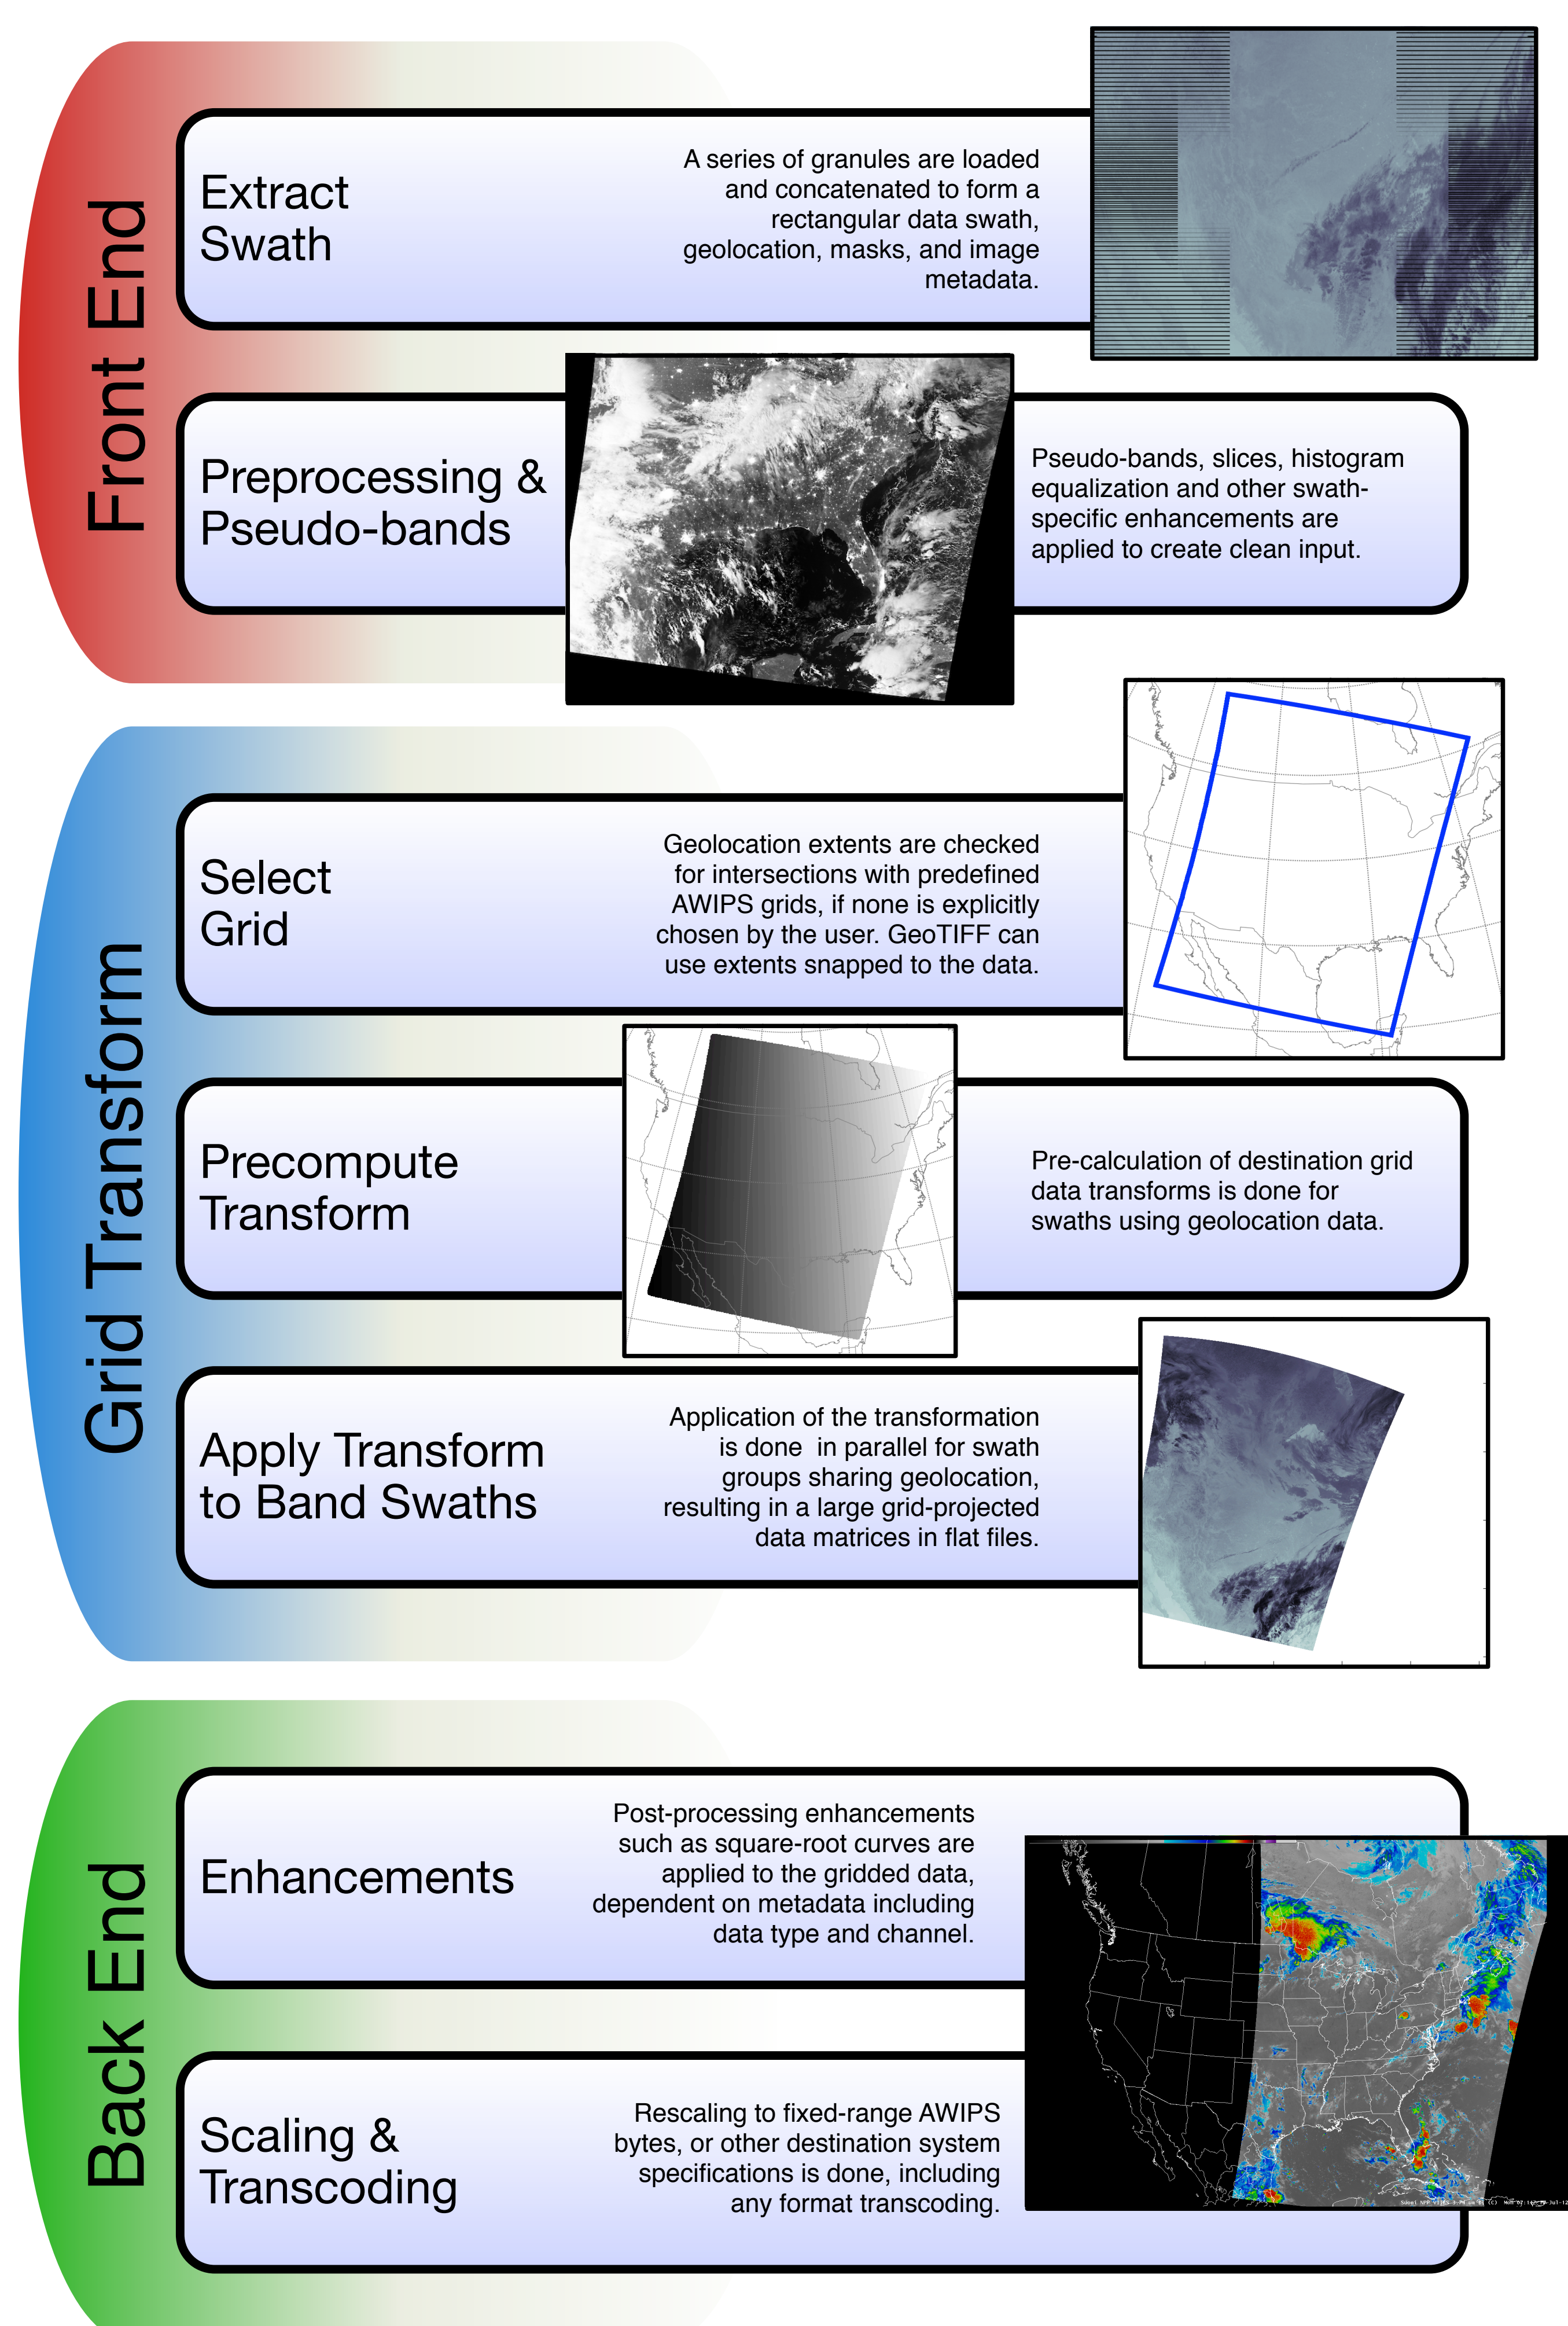 Front End
Extract
Swath
A series of granules are loaded
and concatenated to form a
rectangular data swath,
geolocation, masks, and image
metadata.
Preprocessing &
Pseudo-bands
Pseudo-bands, slices, histogram
equalization and other swath-
specific enhancements are
applied to create clean input.
Grid Transform
Select
Grid
Geolocation extents are checked
for intersections with predefined
AWIPS grids, if none is explicitly
chosen by the user. GeoTIFF can
use extents snapped to the data.
Precompute
Transform
Pre-calculation of destination grid
data transforms is done for
swaths using geolocation data.
Apply Transform
to Band Swaths
Application of the transformation
is done  in parallel for swath
groups sharing geolocation,
resulting in a large grid-projected
data matrices in flat files.
Back End
Enhancements
Post-processing enhancements
such as square-root curves are
applied to the gridded data,
dependent on metadata including
data type and channel.
Scaling &
Transcoding
Rescaling to fixed-range AWIPS
bytes, or other destination system
specifications is done, including
any format transcoding.